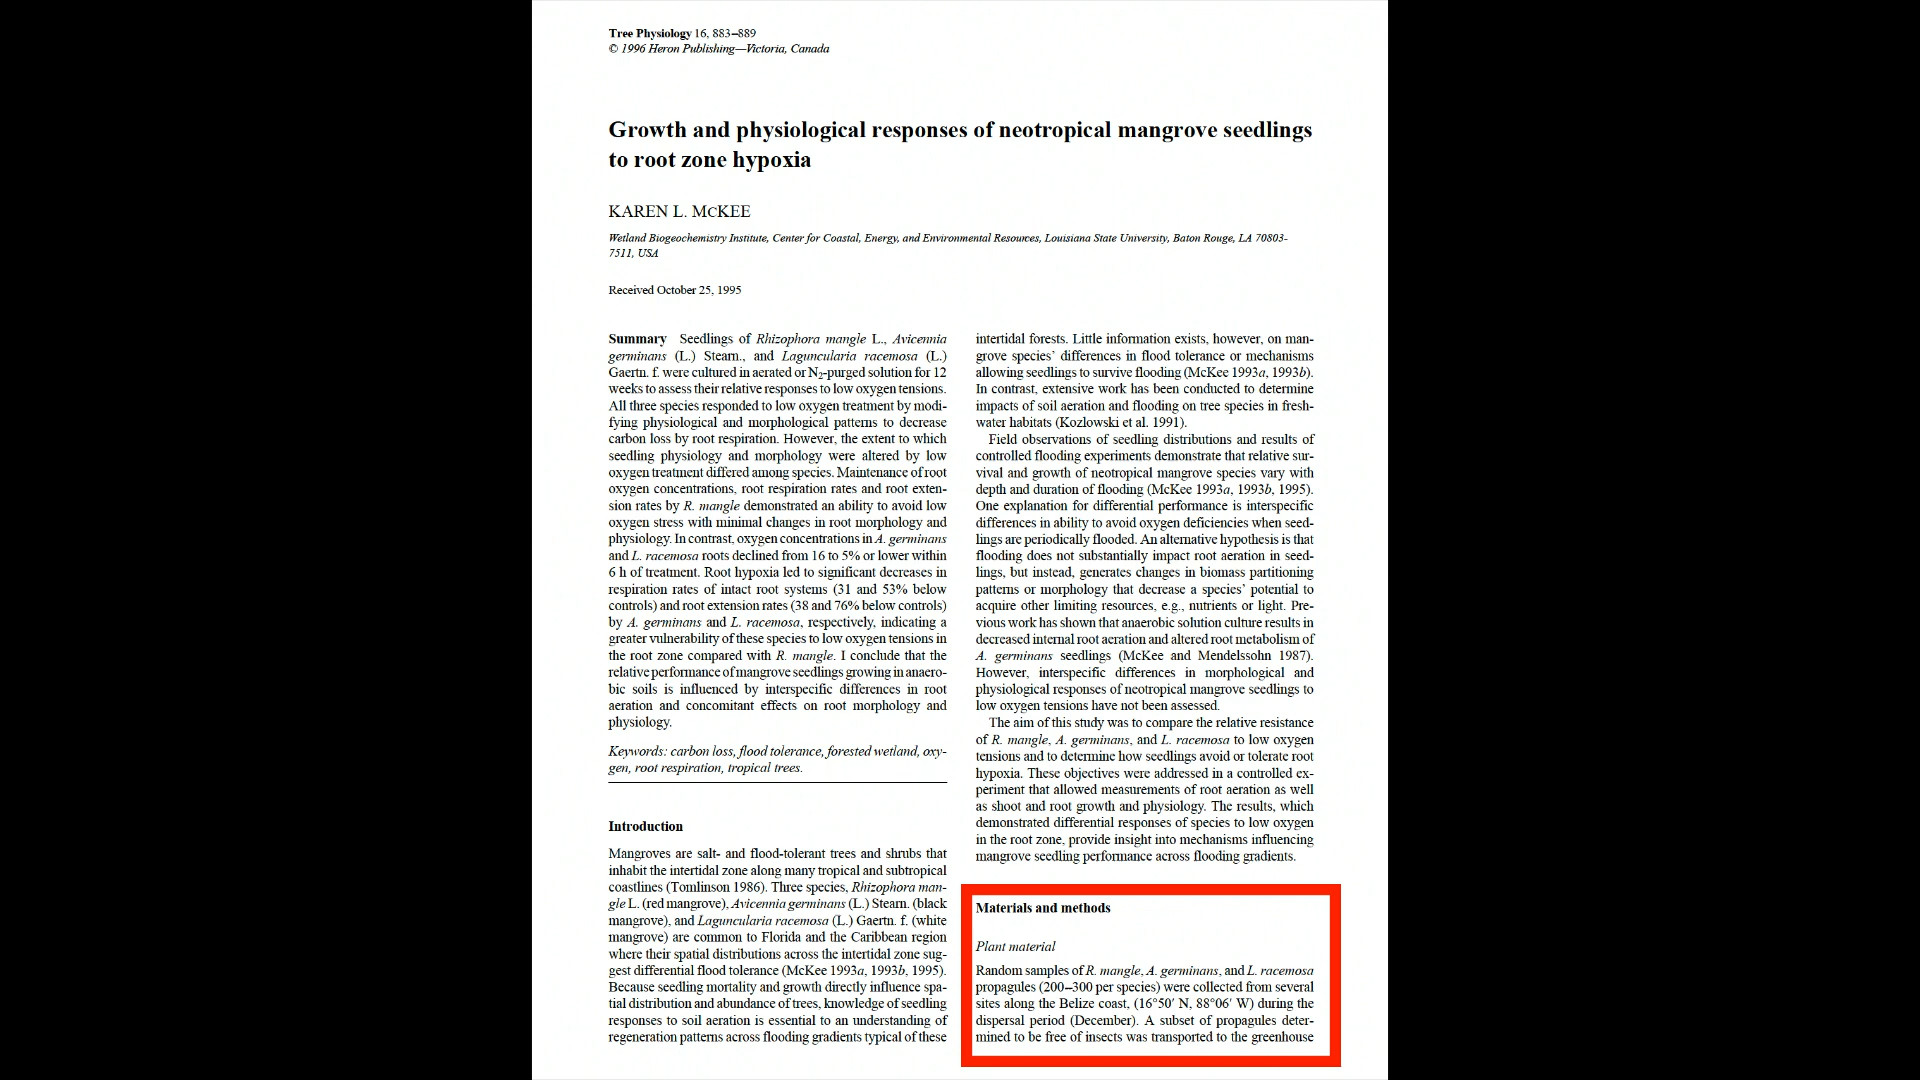 Tree Physiology 16, 883–889
© 1996 Heron Publishing—Victoria, Canada
Growth and physiological responses of neotropical mangrove seedlings
to root zone hypoxia
KAREN L. MCKEE
Wetland Biogeochemistry Institute, Center for Coastal, Energy, and Environmental Resources, Louisiana State University, Baton Rouge, LA 70803-
7511, USA
Received October 25, 1995
Summary Seedlings of Rhizophora mangle L., Avicennia
germinans (L.) Stearn., and Laguncularia racemosa (L.)
Gaertn. f. were cultured in aerated or N₂-purged solution for 12
weeks to assess their relative responses to low oxygen tensions.
All three species responded to low oxygen treatment by modi-
fying physiological and morphological patterns to decrease
carbon loss by root respiration. However, the extent to which
seedling physiology and morphology were altered by low
oxygen treatment differed among species. Maintenance of root
oxygen concentrations, root respiration rates and root exten-
sion rates by R. mangle demonstrated an ability to avoid low
oxygen stress with minimal changes in root morphology and
physiology. In contrast, oxygen concentrations in A. germinans
and L. racemosa roots declined from 16 to 5% or lower within
6 h of treatment. Root hypoxia led to significant decreases in
respiration rates of intact root systems (31 and 53% below
controls) and root extension rates (38 and 76% below controls)
by A. germinans and L. racemosa, respectively, indicating a
greater vulnerability of these species to low oxygen tensions in
the root zone compared with R. mangle. I conclude that the
relative performance of mangrove seedlings growing in anaero-
bic soils is influenced by interspecific differences in root
aeration and concomitant effects on root morphology and
physiology.
Keywords: carbon loss, flood tolerance, forested wetland, oxy-
gen, root respiration, tropical trees.
Introduction
Mangroves are salt- and flood-tolerant trees and shrubs that
inhabit the intertidal zone along many tropical and subtropical
coastlines (Tomlinson 1986). Three species, Rhizophora man-
gle L. (red mangrove), Avicennia germinans (L.) Stearn. (black
mangrove), and Laguncularia racemosa (L.) Gaertn. f. (white
mangrove) are common to Florida and the Caribbean region
where their spatial distributions across the intertidal zone sug-
gest differential flood tolerance (McKee 1993a, 1993b, 1995).
Because seedling mortality and growth directly influence spa-
tial distribution and abundance of trees, knowledge of seedling
responses to soil aeration is essential to an understanding of
regeneration patterns across flooding gradients typical of these
intertidal forests. Little information exists, however, on man-
grove species’ differences in flood tolerance or mechanisms
allowing seedlings to survive flooding (McKee 1993a, 1993b).
In contrast, extensive work has been conducted to determine
impacts of soil aeration and flooding on tree species in fresh-
water habitats (Kozlowski et al. 1991).
Field observations of seedling distributions and results of
controlled flooding experiments demonstrate that relative sur-
vival and growth of neotropical mangrove species vary with
depth and duration of flooding (McKee 1993a, 1993b, 1995).
One explanation for differential performance is interspecific
differences in ability to avoid oxygen deficiencies when seed-
lings are periodically flooded. An alternative hypothesis is that
flooding does not substantially impact root aeration in seed-
lings, but instead, generates changes in biomass partitioning
patterns or morphology that decrease a species’ potential to
acquire other limiting resources, e.g., nutrients or light. Pre-
vious work has shown that anaerobic solution culture results in
decreased internal root aeration and altered root metabolism of
A. germinans seedlings (McKee and Mendelssohn 1987).
However, interspecific differences in morphological and
physiological responses of neotropical mangrove seedlings to
low oxygen tensions have not been assessed.
The aim of this study was to compare the relative resistance
of R. mangle, A. germinans, and L. racemosa to low oxygen
tensions and to determine how seedlings avoid or tolerate root
hypoxia. These objectives were addressed in a controlled ex-
periment that allowed measurements of root aeration as well
as shoot and root growth and physiology. The results, which
demonstrated differential responses of species to low oxygen
in the root zone, provide insight into mechanisms influencing
mangrove seedling performance across flooding gradients.
Materials and methods
Plant material
Random samples of R. mangle, A. germinans, and L. racemosa
propagules (200–300 per species) were collected from several
sites along the Belize coast, (16°50′ N, 88°06′ W) during the
dispersal period (December). A subset of propagules deter-
mined to be free of insects was transported to the greenhouse